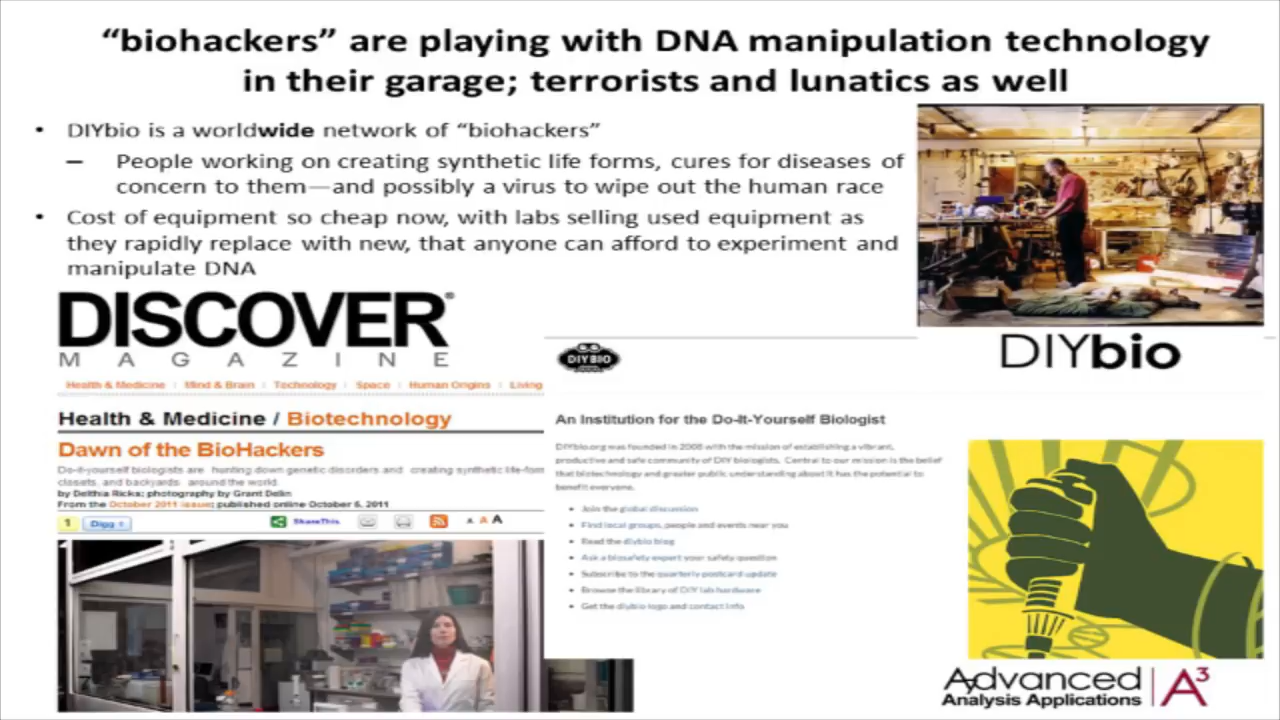 “biohackers” are playing with DNA manipulation technology
in their garage; terrorists and lunatics as well
• DIYbio is a worldwide network of “biohackers”
– People working on creating synthetic life forms, cures for diseases of
concern to them—and possibly a virus to wipe out the human race
• Cost of equipment so cheap now, with labs selling used equipment as
they rapidly replace with new, that anyone can afford to experiment and
manipulate DNA
DISCOVER®
MAGAZINE
Health & Medicine | Mind & Brain | Technology | Space | Human Origins | Living
Health & Medicine / Biotechnology
Dawn of the BioHackers
Do-it-yourself biologists are hunting down genetic disorders and creating synthetic life-form
closets, and backyards around the world.
by Delthia Ricks; photography by Grant Delin
From the October 2011 issue; published online October 5, 2011
1 Digg ShareThis A A A
DIYBIO
An Institution for the Do-It-Yourself Biologist
DIYbio.org was founded in 2008 with the mission of establishing a vibrant,
productive and safe community of DIY biologists. Central to our mission is the belief
that biotechnology and greater public understanding about it has the potential to
benefit everyone.
• Join the global discussion
• Find local groups, people and events near you
• Read the diybio blog
• Ask a biosafety expert your safety question
• Subscribe to the quarterly postcard update
• Browse the library of DIY lab hardware
• Get the diybio logo and contact info
DIYbio
Advanced
Analysis Applications
A3